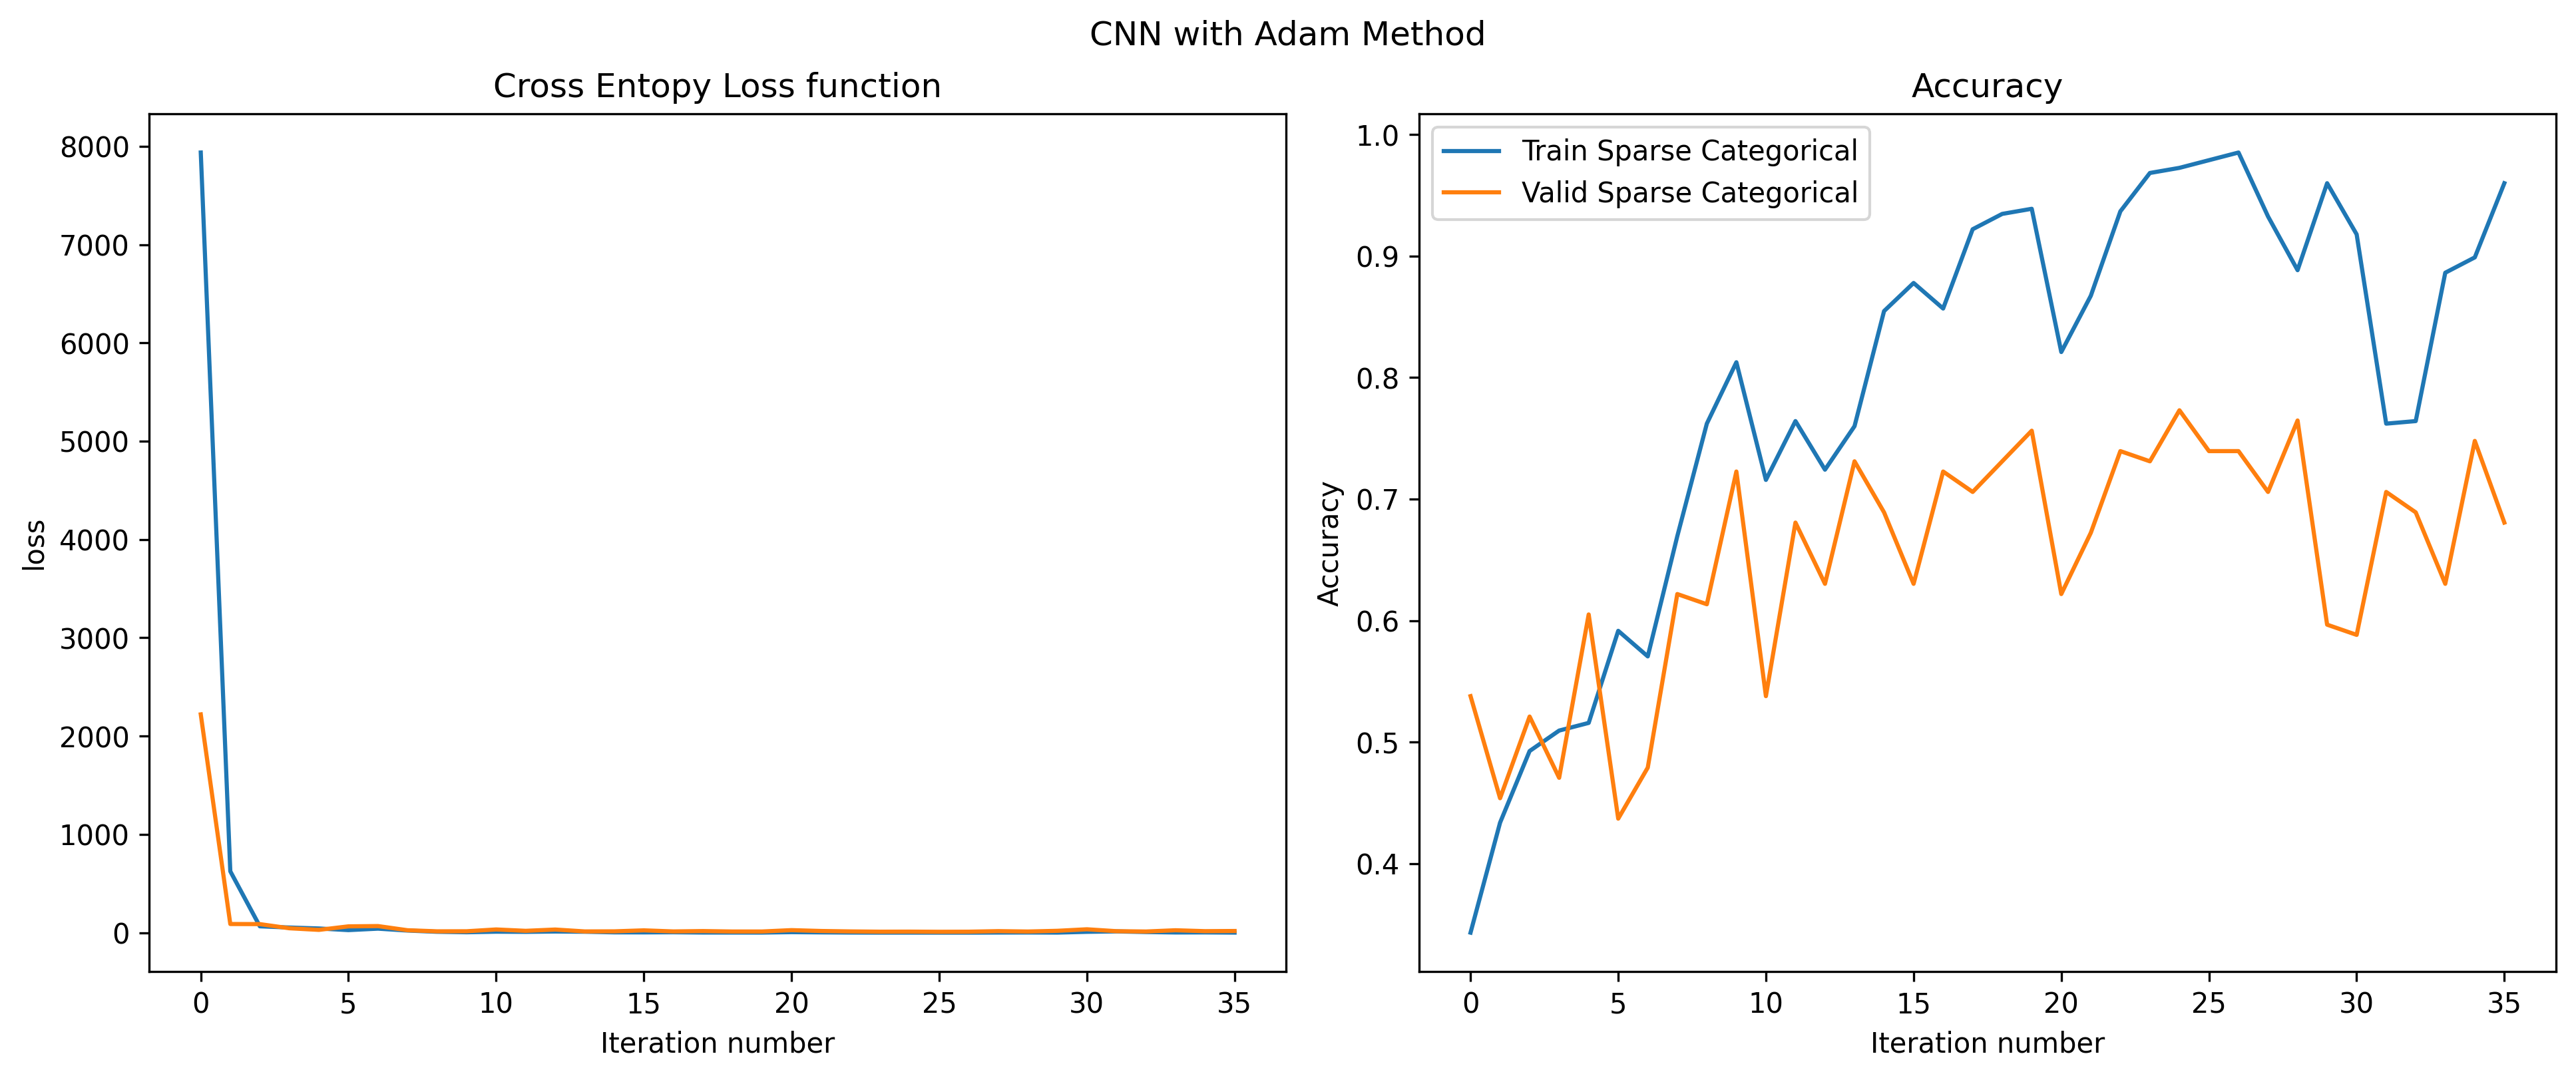 CNN with Adam Method
Cross Entopy Loss function
8000
7000
6000
5000
4000
3000
2000
1000
0
loss
0 5 10 15 20 25 30 35
Iteration number
Accuracy
Train Sparse Categorical
Valid Sparse Categorical
1.0
0.9
0.8
0.7
0.6
0.5
0.4
Accuracy
0 5 10 15 20 25 30 35
Iteration number